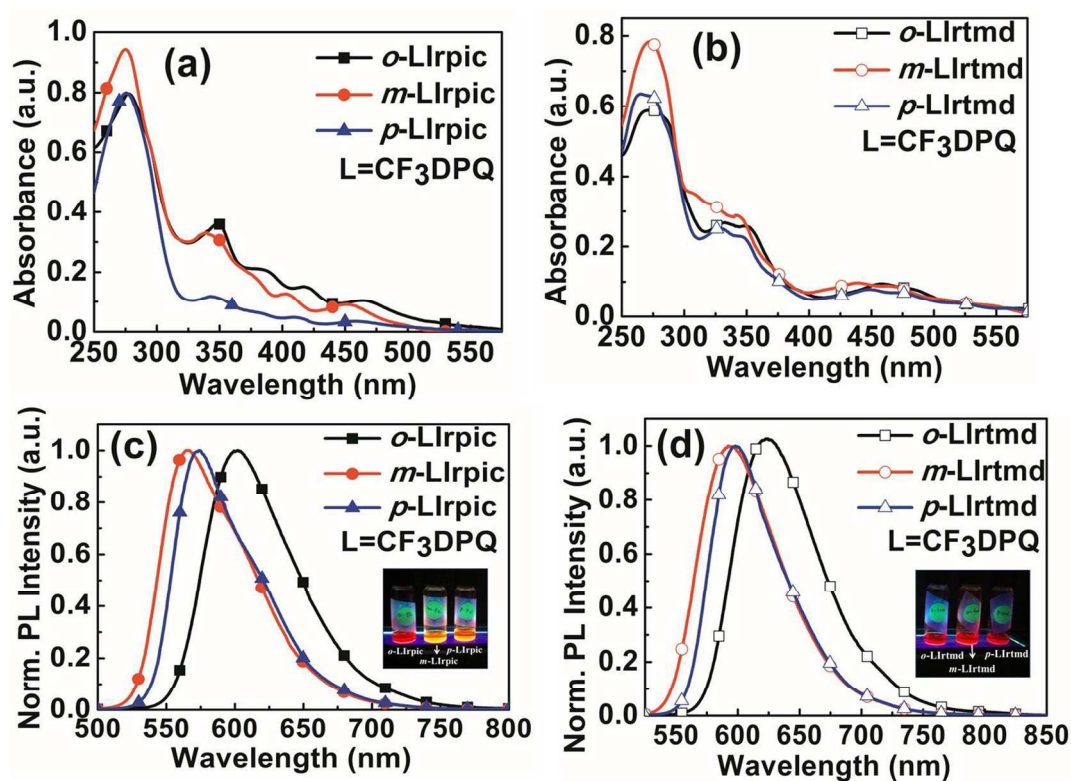 (a)
o-LIrpic
m-LIrpic
p-LIrpic
L=CF3DPQ
Absorbance (a.u.)
1.0
0.8
0.6
0.4
0.2
0.0
250 300 350 400 450 500 550
Wavelength (nm)
(b)
o-LIrtmd
m-LIrtmd
p-LIrtmd
L=CF3DPQ
Absorbance (a.u.)
0.8
0.6
0.4
0.2
0.0
250 300 350 400 450 500 550
Wavelength (nm)
(c)
o-LIrpic
m-LIrpic
p-LIrpic
L=CF3DPQ
Norm. PL Intensity (a.u.)
1.0
0.8
0.6
0.4
0.2
0.0
o-LIrpic p-LIrpic
m-LIrpic
500 550 600 650 700 750 800
Wavelength (nm)
(d)
o-LIrtmd
m-LIrtmd
p-LIrtmd
L=CF3DPQ
Norm. PL Intensity (a.u.)
1.0
0.8
0.6
0.4
0.2
0.0
o-LIrtmd p-LIrtmd
m-LIrtmd
550 600 650 700 750 800 850
Wavelength (nm)